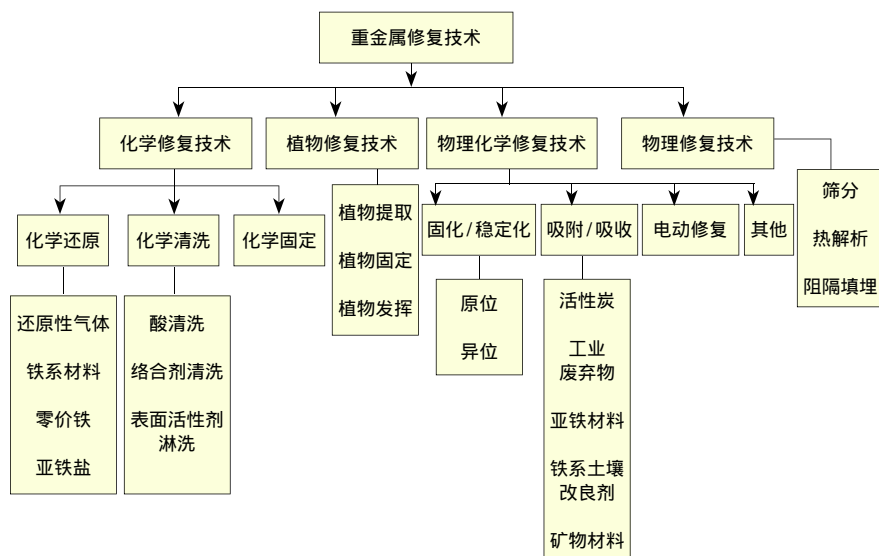 重金属修复技术
化学修复技术
植物修复技术
物理化学修复技术
物理修复技术
化学还原
化学清洗
化学固定
植物提取
植物固定
植物发挥
固化/稳定化
吸附/吸收
电动修复
其他
筛分
热解析
阻隔填埋
还原性气体
铁系材料
零价铁
亚铁盐
酸清洗
络合剂清洗
表面活性剂
淋洗
原位
异位
活性炭
工业
废弃物
亚铁材料
铁系土壤
改良剂
矿物材料